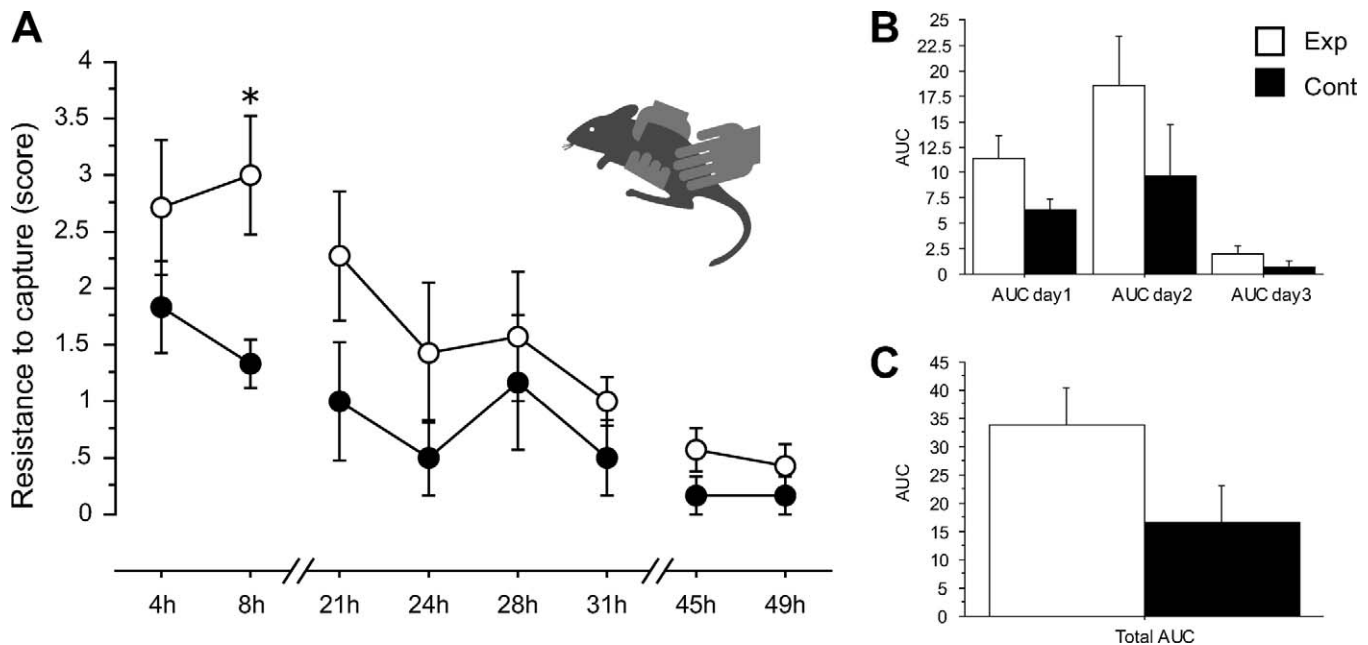 A
Resistance to capture (score)
4
3.5
3
2.5
2
1.5
1
.5
0
*
4h 8h 21h 24h 28h 31h 45h 49h
B
AUC
25
22.5
20
17.5
15
12.5
10
7.5
5
2.5
0
AUC day1 AUC day2 AUC day3
Exp
Cont
C
AUC
45
40
35
30
25
20
15
10
5
0
Total AUC